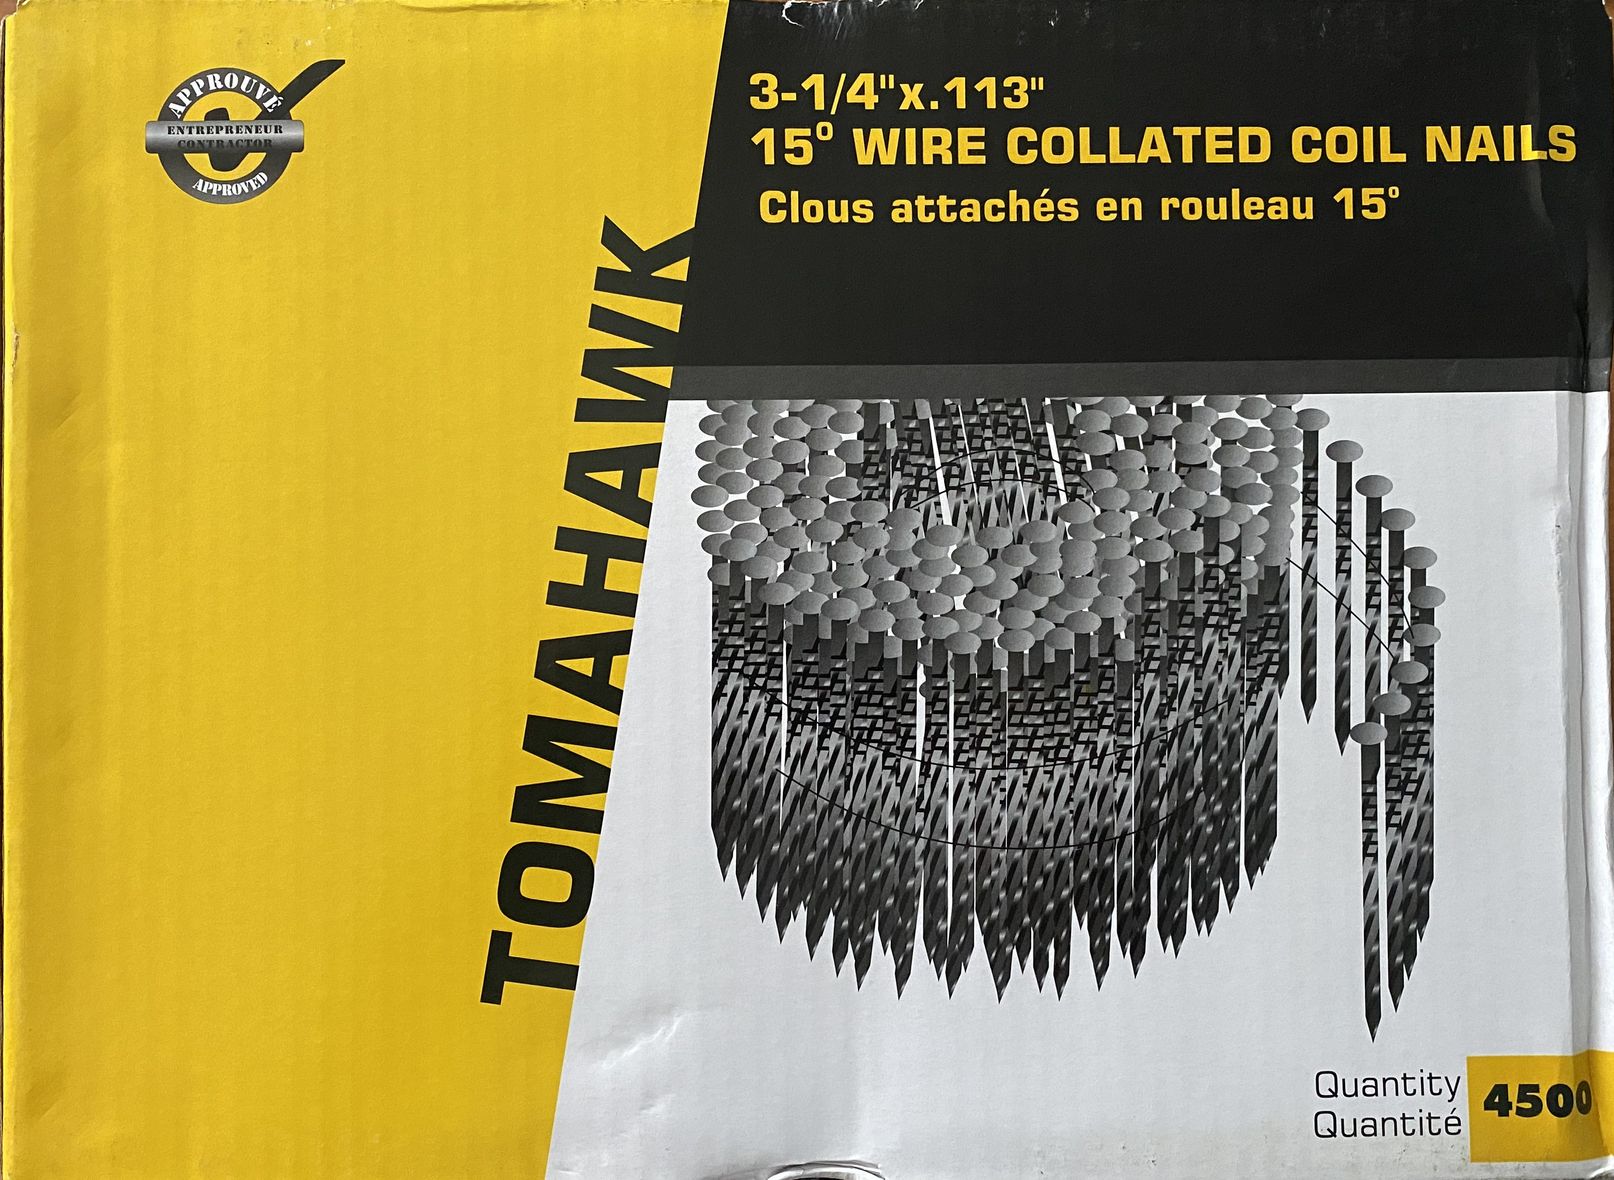 APPROUVÉ
ENTREPRENEUR
CONTRACTOR
APPROVED
TOMAHAWK
3-1/4"x.113"
15° WIRE COLLATED COIL NAILS
Clous attachés en rouleau 15°
Quantity
Quantité
4500